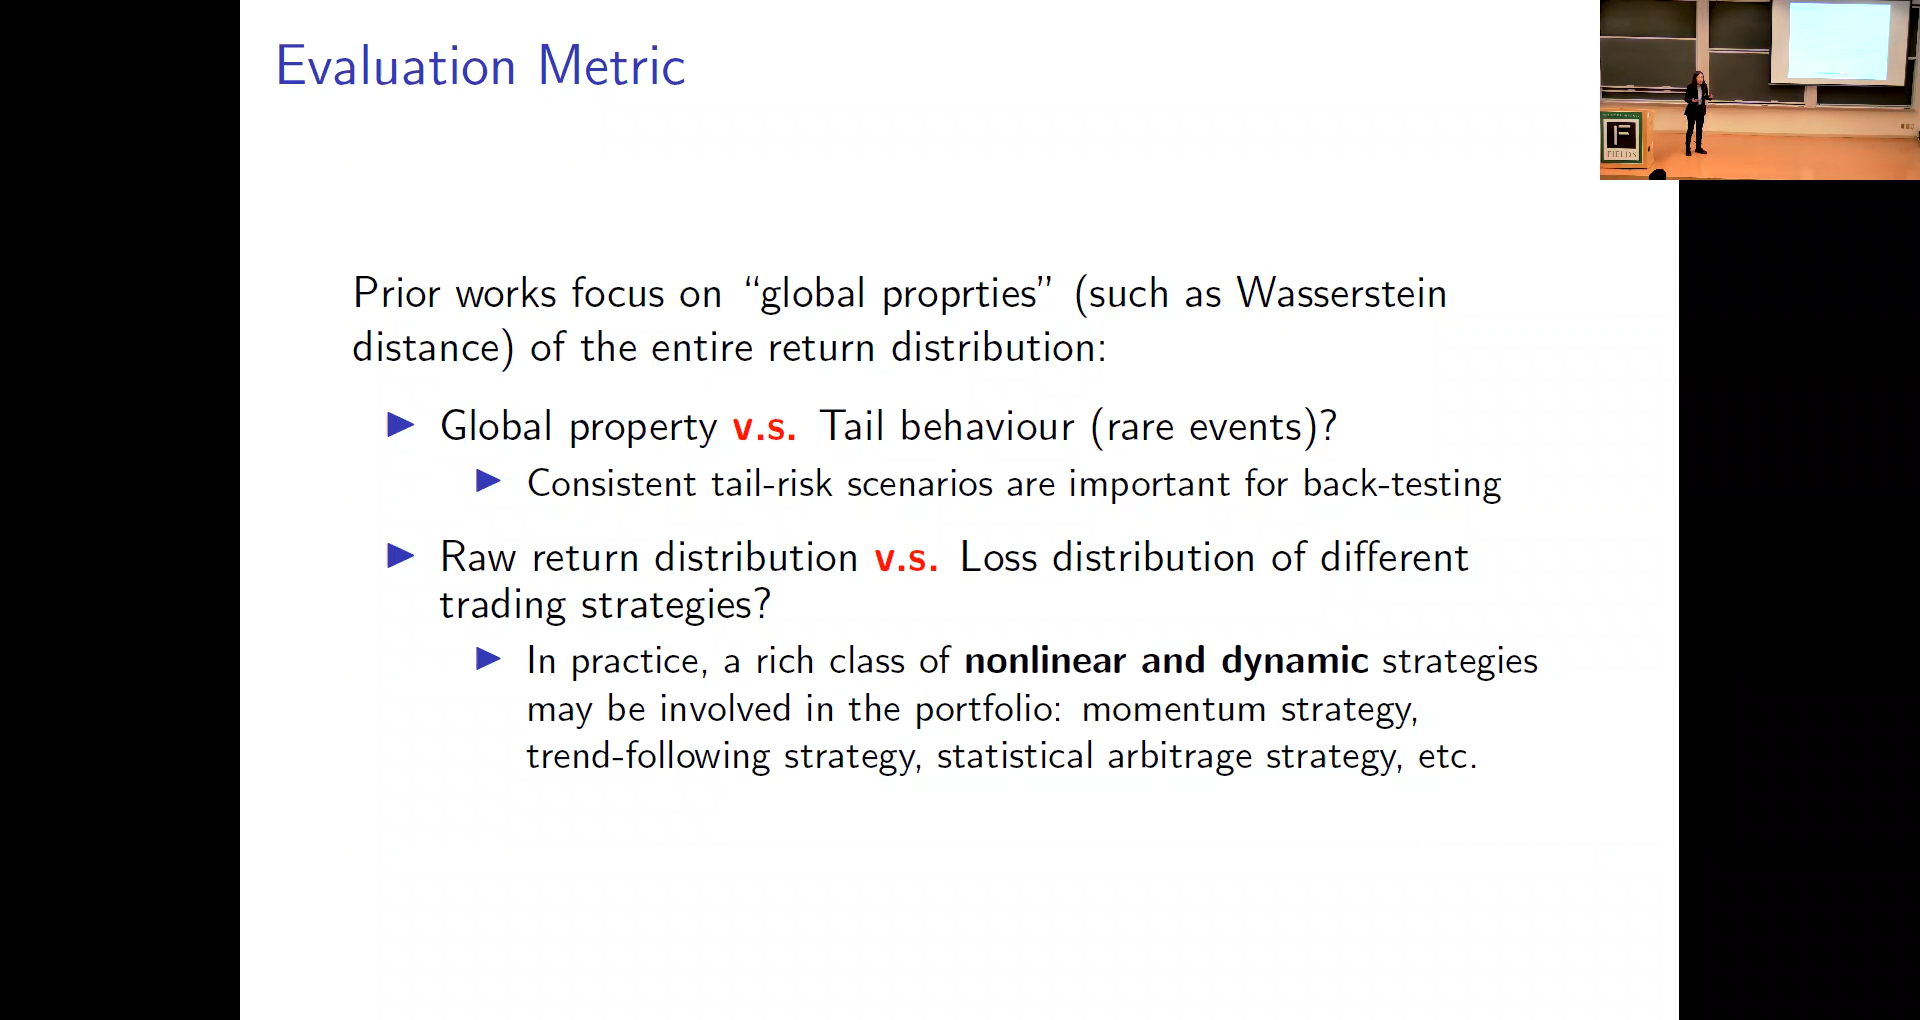 Evaluation Metric
Prior works focus on “global proprties” (such as Wasserstein
distance) of the entire return distribution:
Global property v.s. Tail behaviour (rare events)?
Consistent tail-risk scenarios are important for back-testing
Raw return distribution v.s. Loss distribution of different
trading strategies?
In practice, a rich class of nonlinear and dynamic strategies
may be involved in the portfolio: momentum strategy,
trend-following strategy, statistical arbitrage strategy, etc.
FIELDS